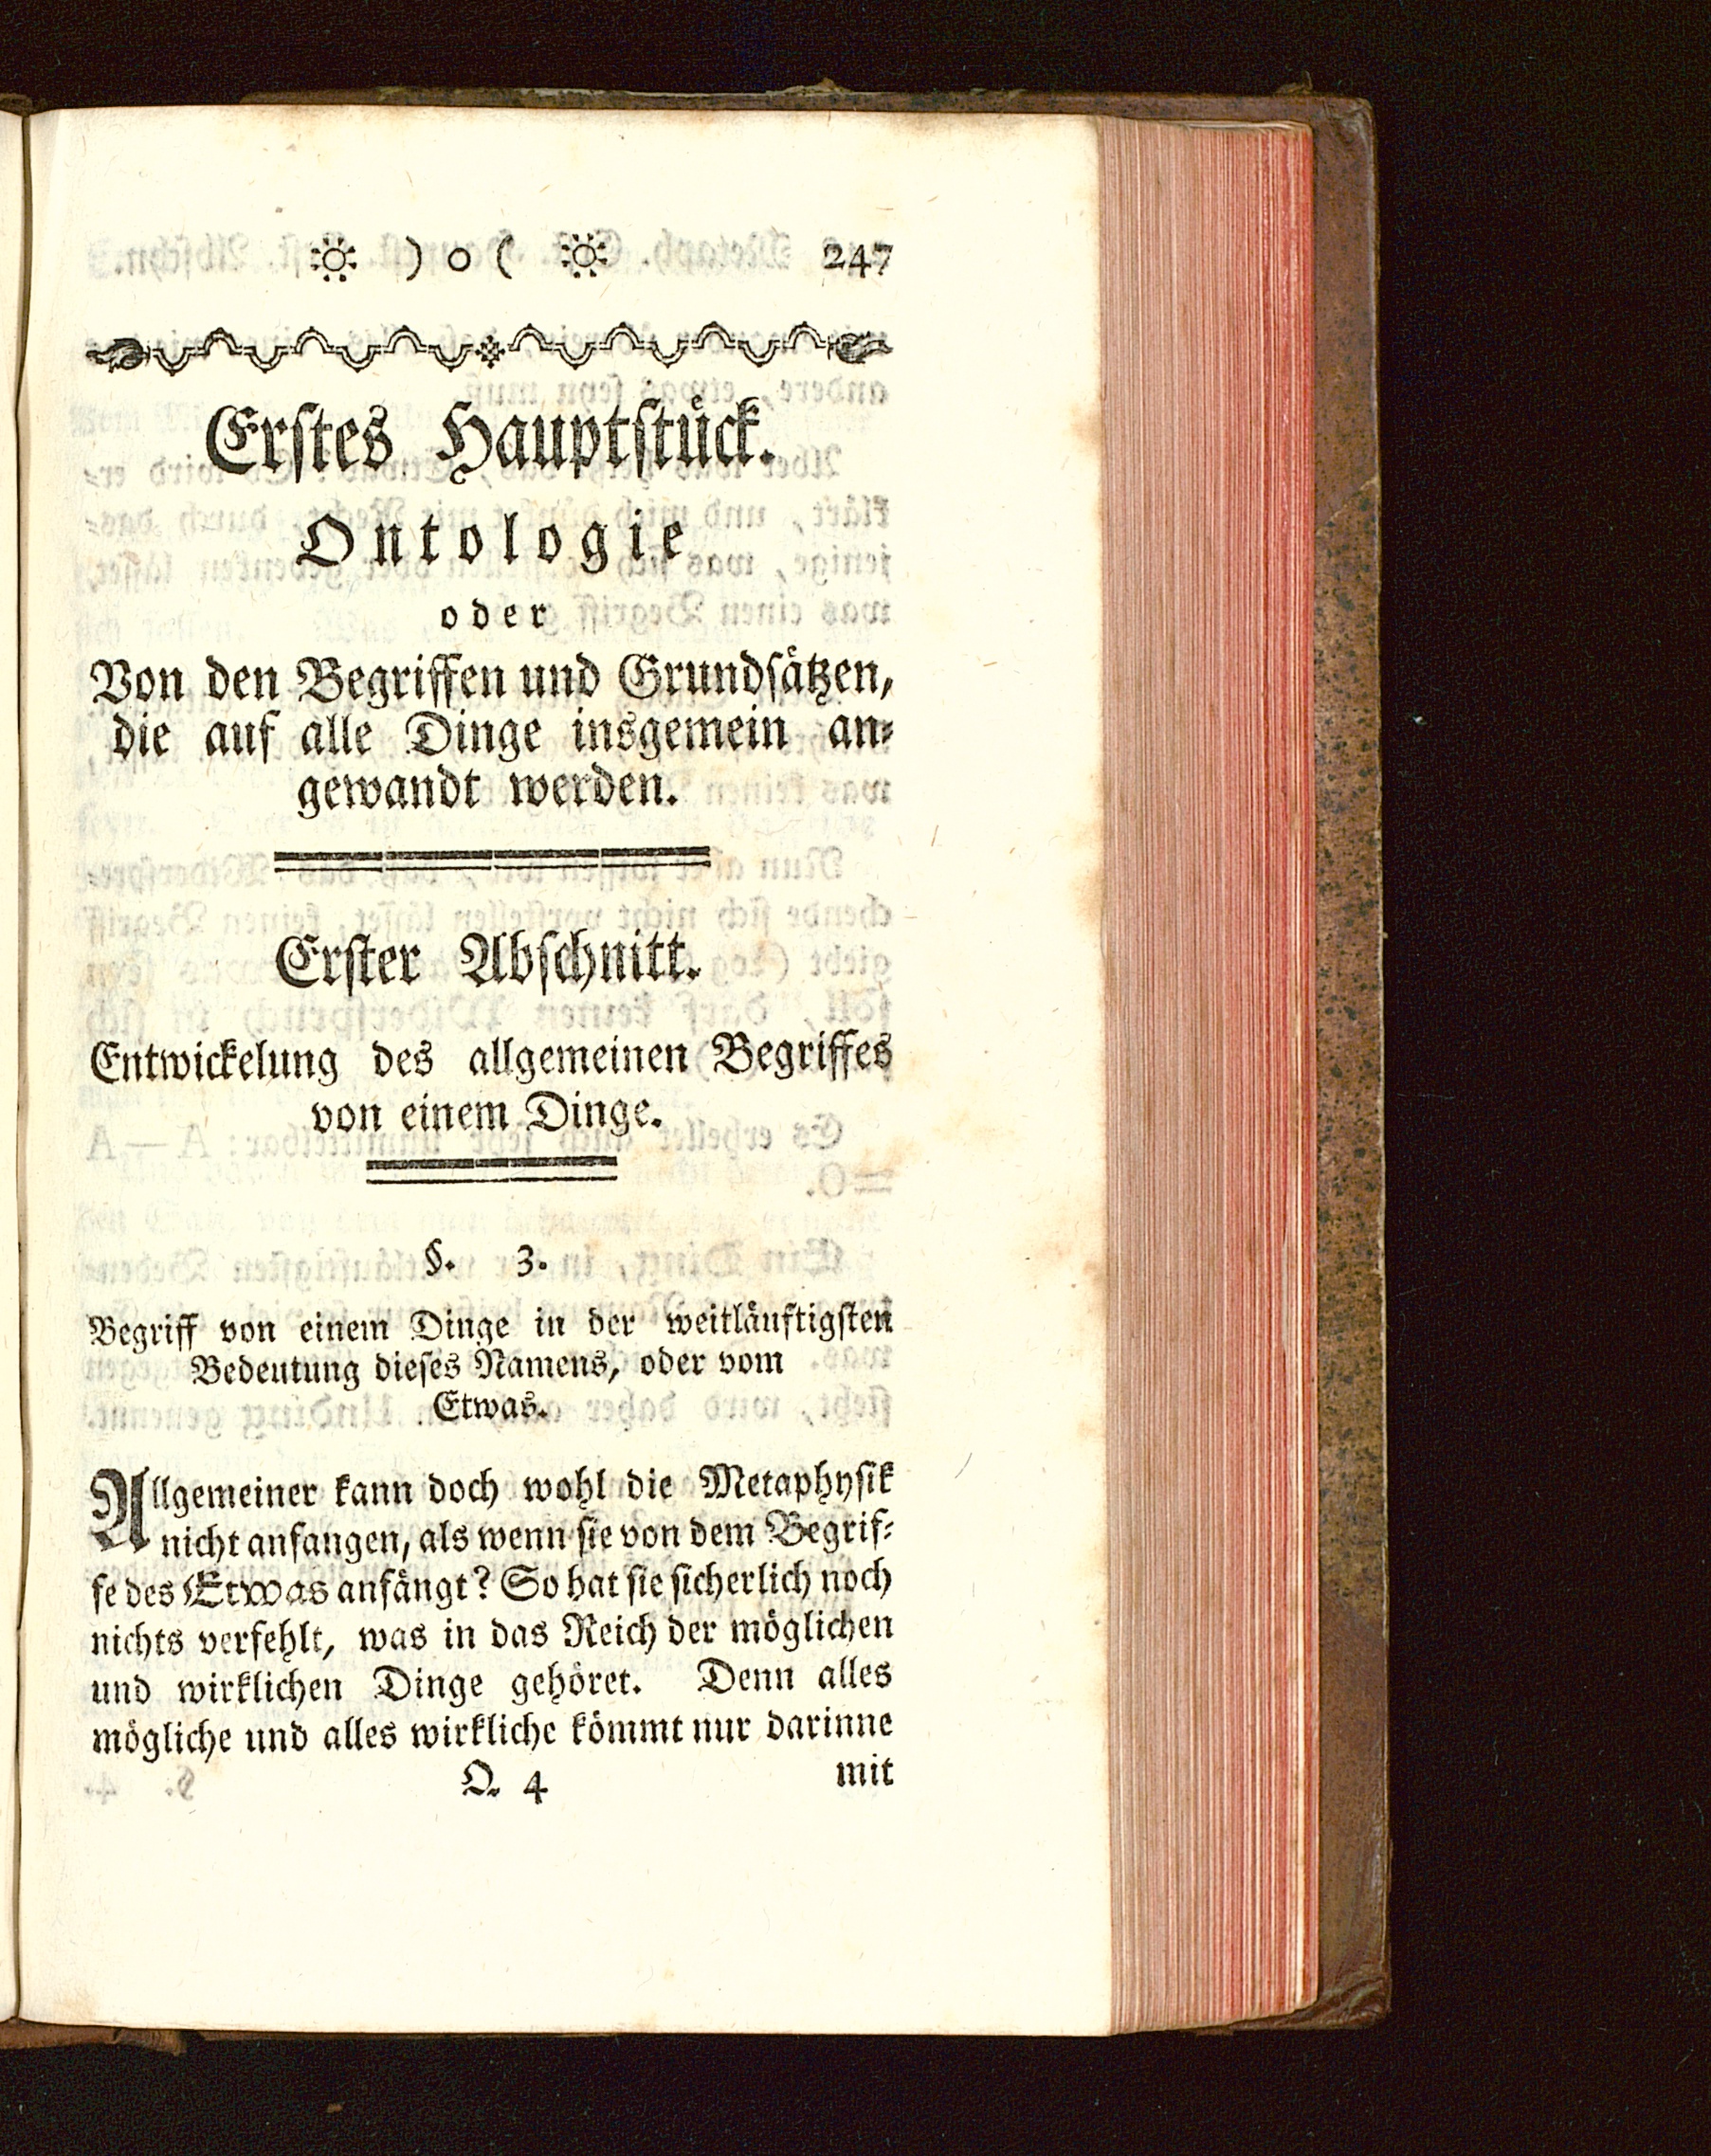 ) o ( 247
Erstes Hauptstück.
Ontologie
oder
Von den Begriffen und Grundsätzen,
die auf alle Dinge insgemein an-
gewandt werden.
Erster Abschnitt.
Entwickelung des allgemeinen Begriffes
von einem Dinge.
§. 3.
Begriff von einem Dinge in der weitläuftigsten
Bedeutung dieses Namens, oder vom
Etwas.
Allgemeiner kann doch wohl die Metaphysik
nicht anfangen, als wenn sie von dem Begrif-
fe des Etwas anfängt? So hat sie sicherlich noch
nichts verfehlt, was in das Reich der möglichen
und wirklichen Dinge gehöret. Denn alles
mögliche und alles wirkliche kömmt nur darinne
Q 4 mit